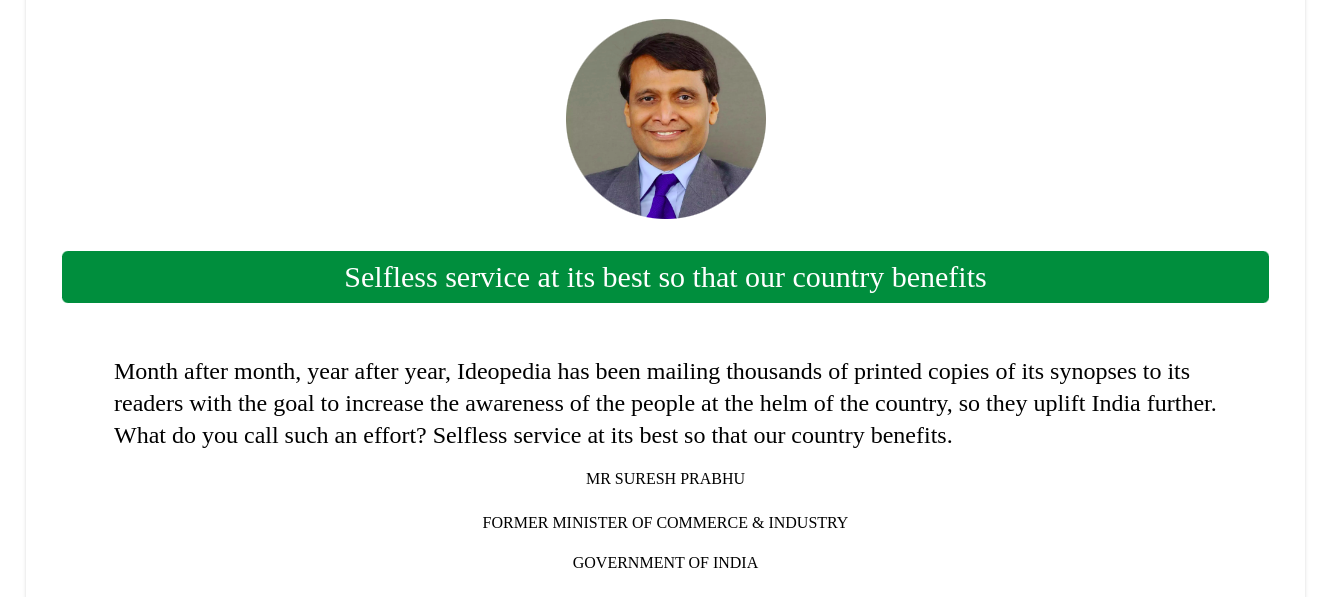 Selfless service at its best so that our country benefits
Month after month, year after year, Ideopedia has been mailing thousands of printed copies of its synopses to its
readers with the goal to increase the awareness of the people at the helm of the country, so they uplift India further.
What do you call such an effort? Selfless service at its best so that our country benefits.
MR SURESH PRABHU
FORMER MINISTER OF COMMERCE & INDUSTRY
GOVERNMENT OF INDIA